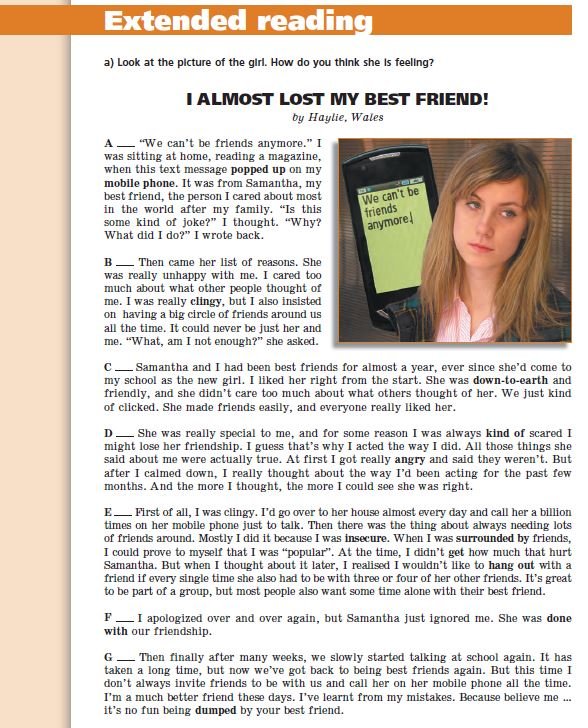 Extended reading
a) Look at the picture of the girl. How do you think she is feeling?
I ALMOST LOST MY BEST FRIEND!
by Haylie, Wales
A ___ “We can’t be friends anymore.” I
was sitting at home, reading a magazine,
when this text message popped up on my
mobile phone. It was from Samantha, my
best friend, the person I cared about most
in the world after my family. “Is this
some kind of joke?” I thought. “Why?
What did I do?” I wrote back.
We can't be
friends
anymore.
B ___ Then came her list of reasons. She
was really unhappy with me. I cared too
much about what other people thought of
me. I was really clingy, but I also insisted
on having a big circle of friends around us
all the time. It could never be just her and
me. “What, am I not enough?” she asked.
C ___ Samantha and I had been best friends for almost a year, ever since she’d come to
my school as the new girl. I liked her right from the start. She was down-to-earth and
friendly, and she didn’t care too much about what others thought of her. We just kind
of clicked. She made friends easily, and everyone really liked her.
D ___ She was really special to me, and for some reason I was always kind of scared I
might lose her friendship. I guess that’s why I acted the way I did. All those things she
said about me were actually true. At first I got really angry and said they weren’t. But
after I calmed down, I really thought about the way I’d been acting for the past few
months. And the more I thought, the more I could see she was right.
E ___ First of all, I was clingy. I’d go over to her house almost every day and call her a billion
times on her mobile phone just to talk. Then there was the thing about always needing lots
of friends around. Mostly I did it because I was insecure. When I was surrounded by friends,
I could prove to myself that I was “popular”. At the time, I didn’t get how much that hurt
Samantha. But when I thought about it later, I realised I wouldn’t like to hang out with a
friend if every single time she also had to be with three or four of her other friends. It’s great
to be part of a group, but most people also want some time alone with their best friend.
F ___ I apologized over and over again, but Samantha just ignored me. She was done
with our friendship.
G ___ Then finally after many weeks, we slowly started talking at school again. It has
taken a long time, but now we’ve got back to being best friends again. But this time I
don’t always invite friends to be with us and call her on her mobile phone all the time.
I’m a much better friend these days. I’ve learnt from my mistakes. Because believe me ...
it’s no fun being dumped by your best friend.